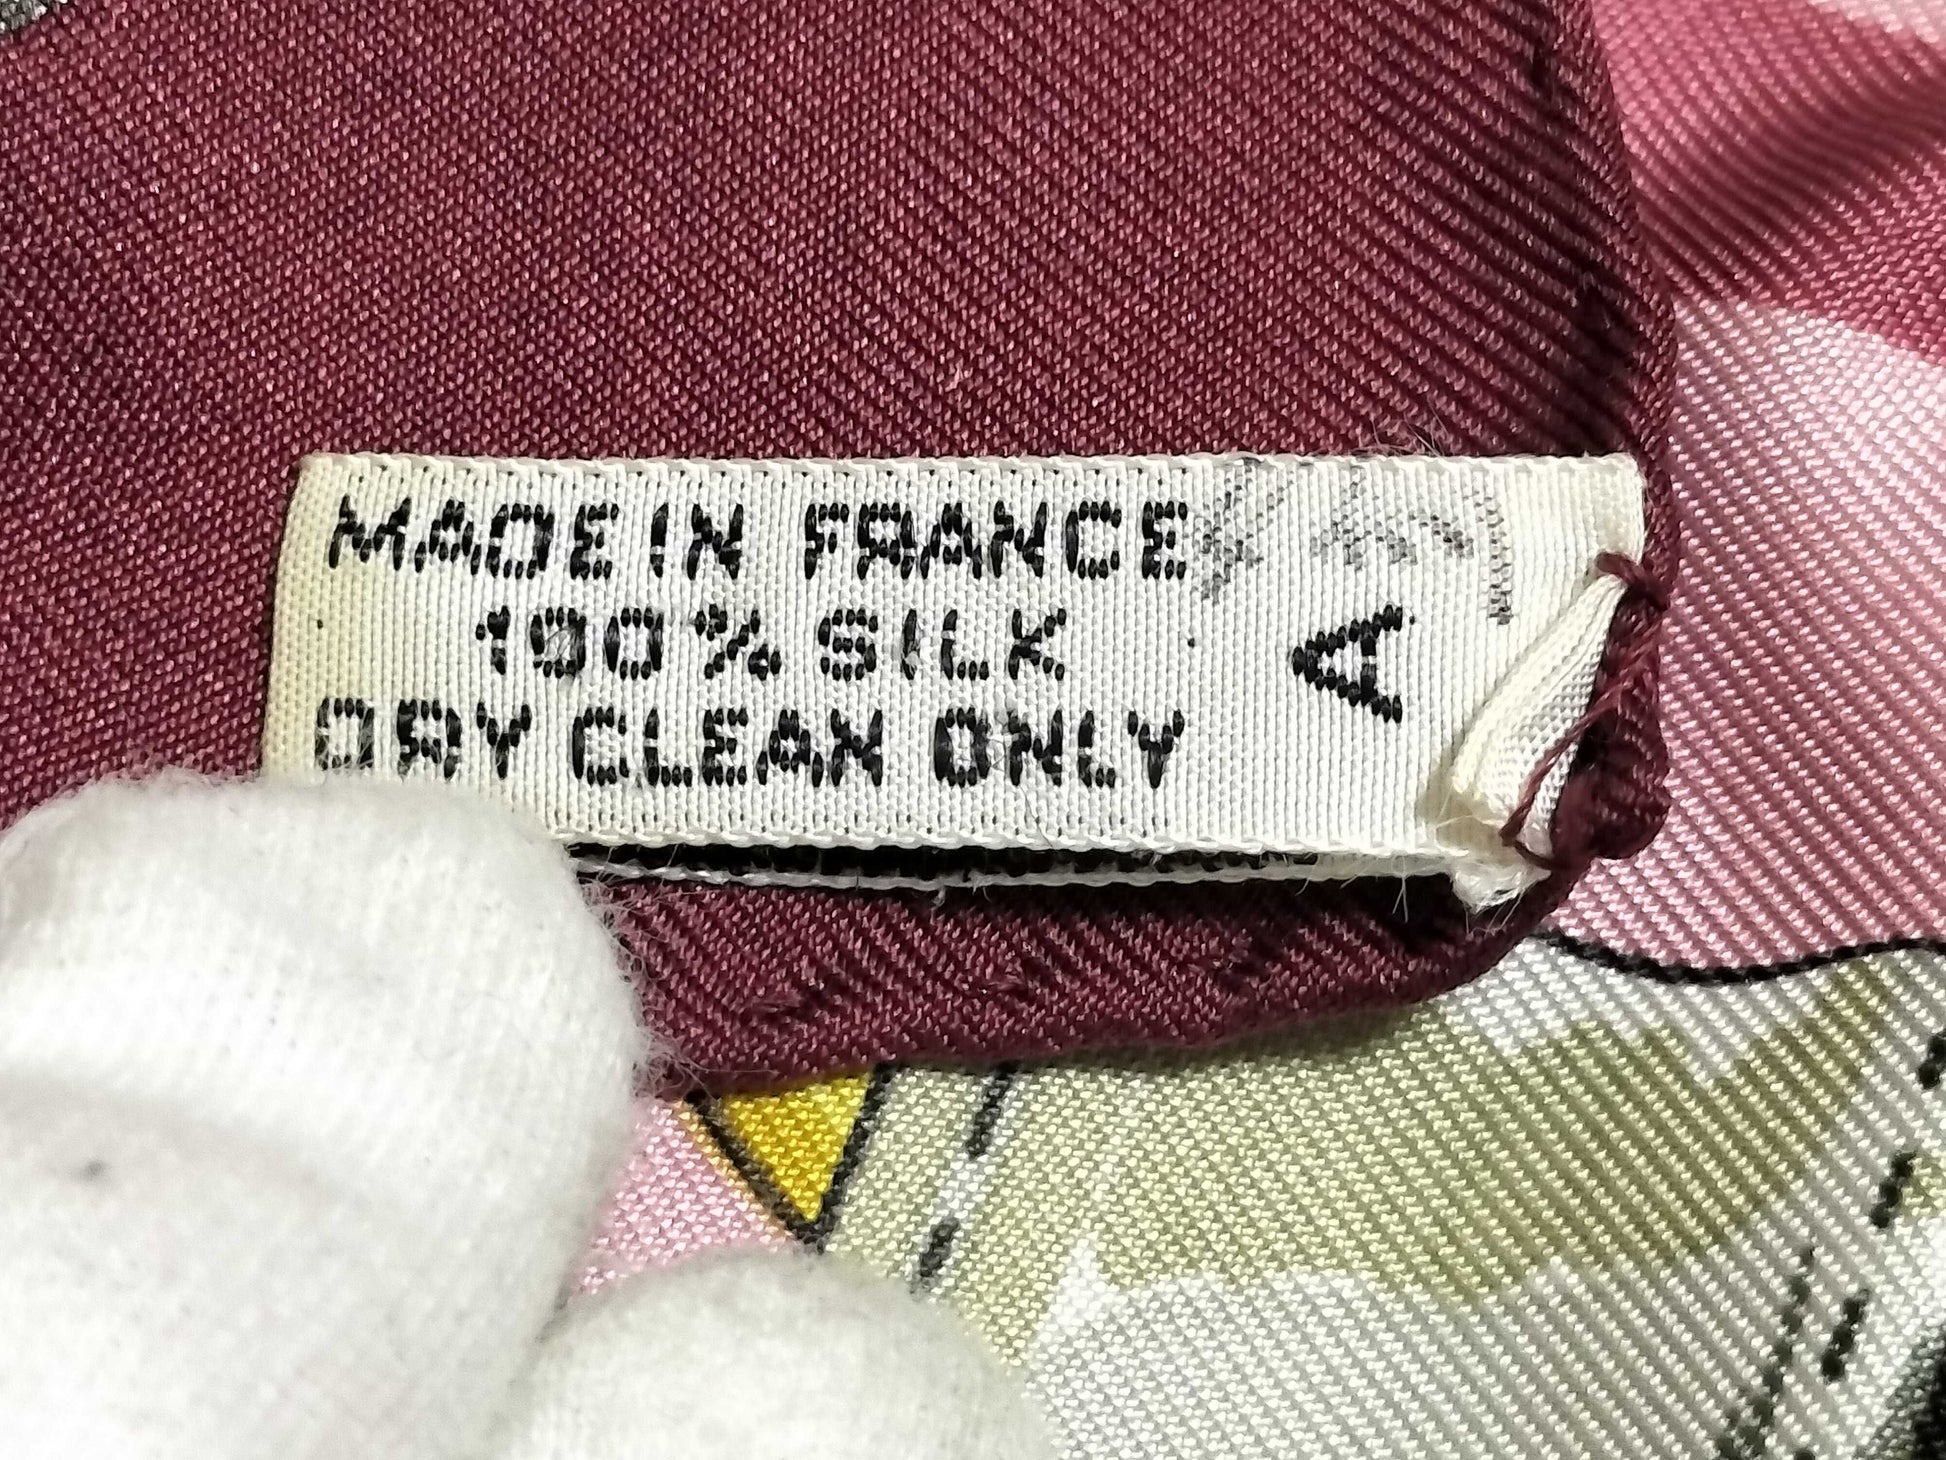 MADE IN FRANCE
100% SILK
DRY CLEAN ONLY
A